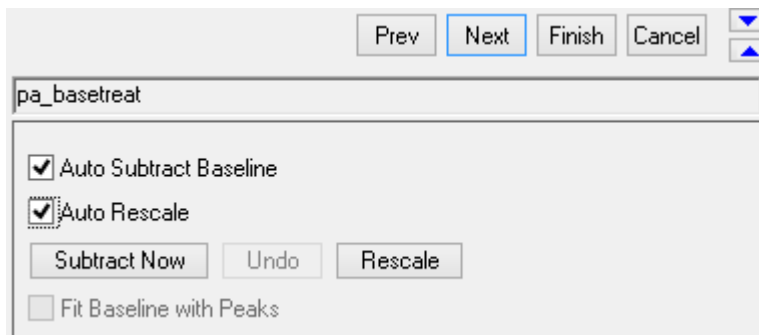 Prev Next Finish Cancel
pa_basetreat
Auto Subtract Baseline
Auto Rescale
Subtract Now Undo Rescale
Fit Baseline with Peaks